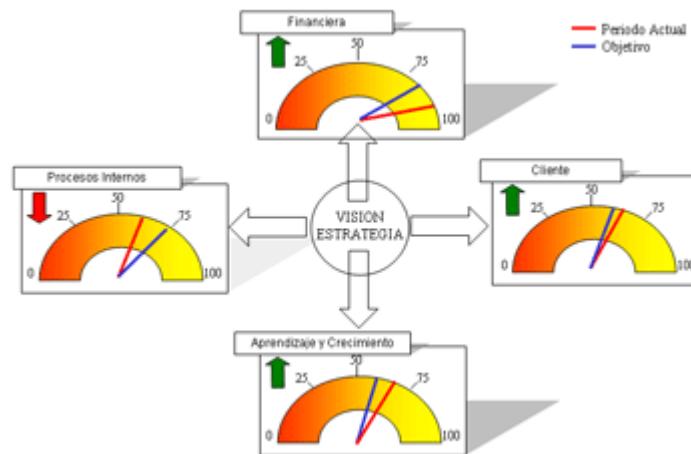 Financiera
50
25
75
0
100
Periodo Actual
Objetivo
Procesos Internos
50
25
75
0
100
VISION
ESTRATEGIA
Cliente
50
25
75
0
100
Aprendizaje y Crecimiento
50
25
75
0
100